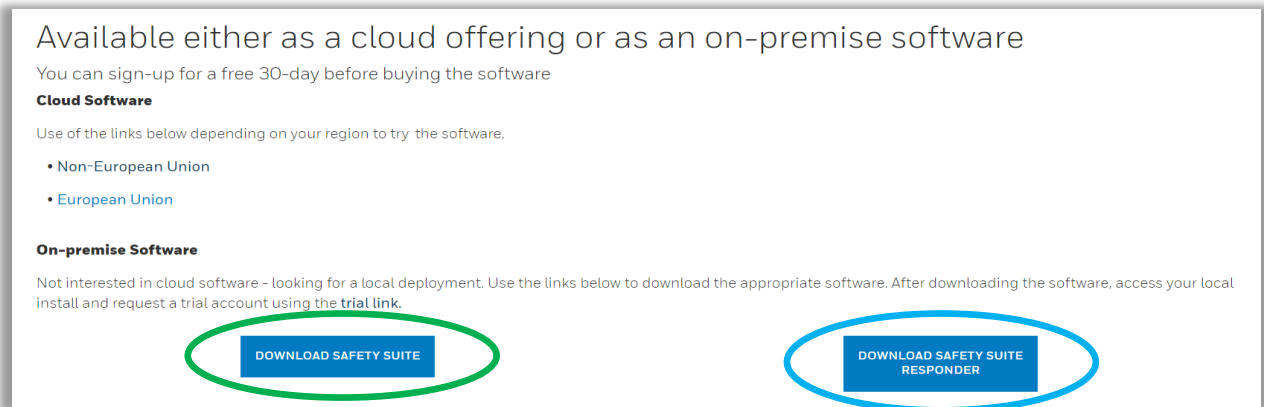 Available either as a cloud offering or as an on-premise software
You can sign-up for a free 30-day before buying the software
Cloud Software
Use of the links below depending on your region to try the software.
• Non-European Union
• European Union
On-premise Software
Not interested in cloud software - looking for a local deployment. Use the links below to download the appropriate software. After downloading the software, access your local
install and request a trial account using the trial link.
DOWNLOAD SAFETY SUITE
DOWNLOAD SAFETY SUITE
RESPONDER